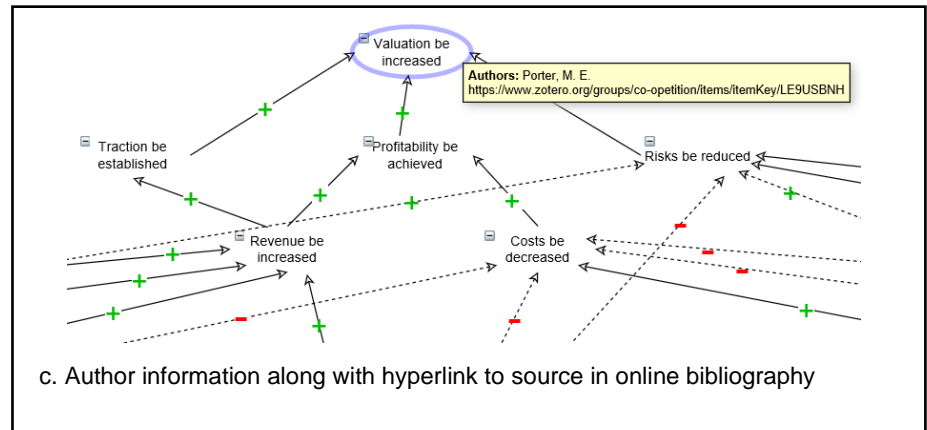 Valuation be
increased
Authors: Porter, M. E.
https://www.zotero.org/groups/co-opetition/items/itemKey/LE9USBNH
Traction be
established
Profitability be
achieved
Risks be reduced
Revenue be
increased
Costs be
decreased
c. Author information along with hyperlink to source in online bibliography